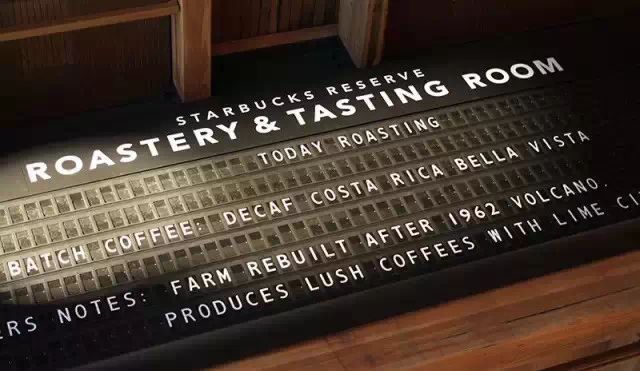 STARBUCKS RESERVE
ROASTERY & TASTING ROOM
TODAY ROASTING
BATCH COFFEE: DECAF COSTA RICA BELLA VISTA
NOTES: FARM REBUILT AFTER 1962 VOLCANO.
PRODUCES LUSH COFFEES WITH LIME